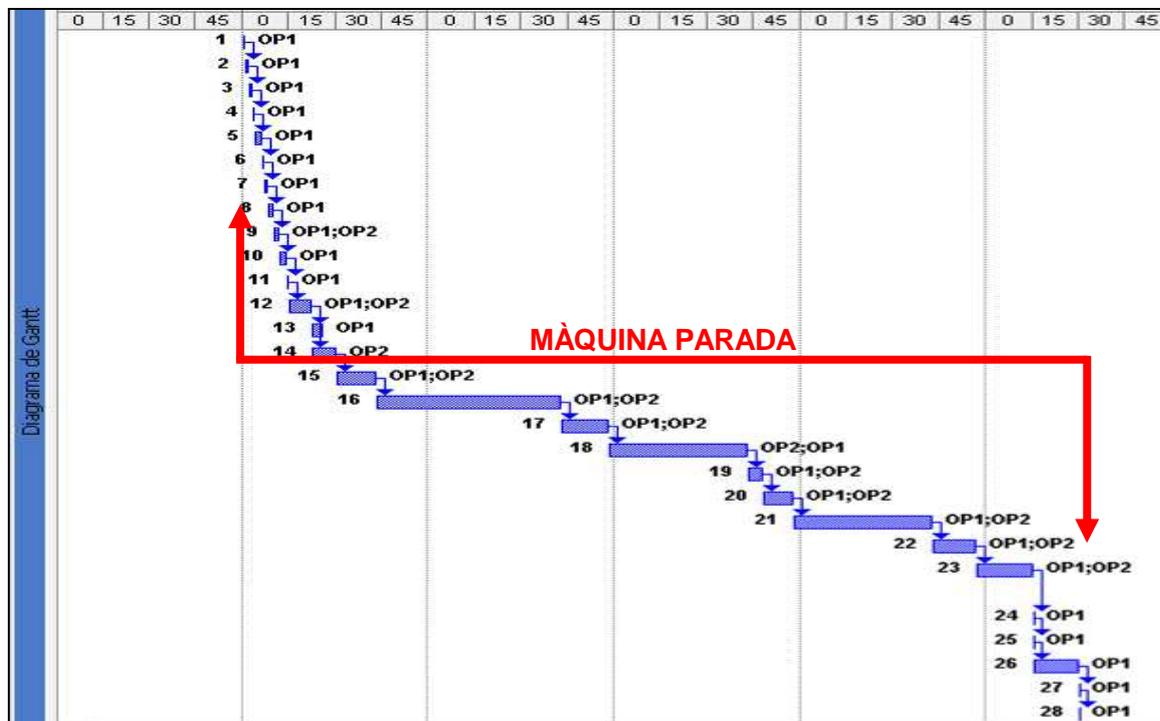 0 15 30 45 0 15 30 45 0 15 30 45 0 15 30 45 0 15 30 45 0 15 30 45
Diagrama de Gantt
1 OP1
2 OP1
3 OP1
4 OP1
5 OP1
6 OP1
7 OP1
8 OP1
9 OP1;OP2
10 OP1
11 OP1
12 OP1;OP2
13 OP1
MÀQUINA PARADA
14 OP2
15 OP1;OP2
16 OP1;OP2
17 OP1;OP2
18 OP2;OP1
19 OP1;OP2
20 OP1;OP2
21 OP1;OP2
22 OP1;OP2
23 OP1;OP2
24 OP1
25 OP1
26 OP1
27 OP1
28 OP1